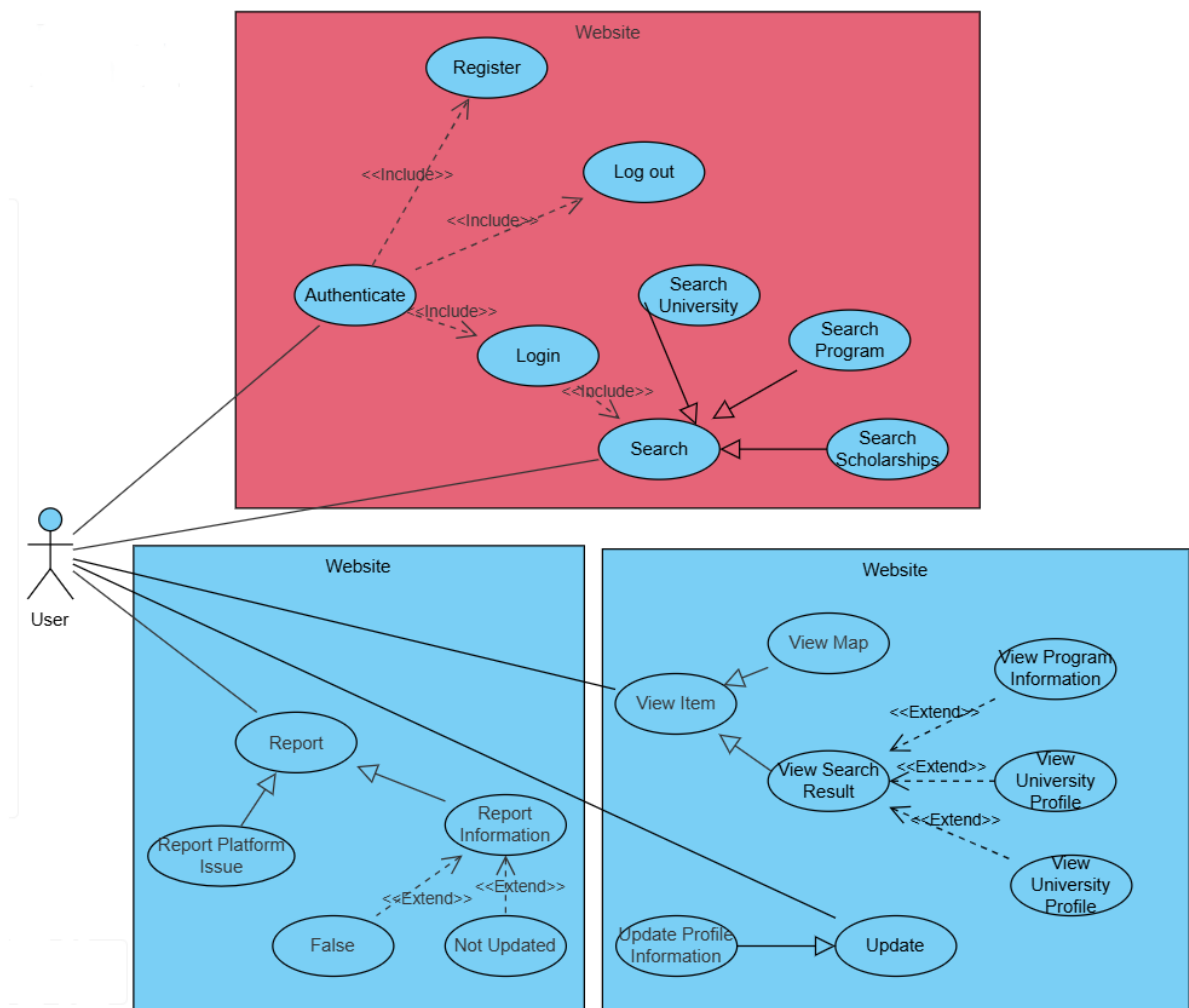 Website
Register
<<Include>>
Log out
<<Include>>
Authenticate
<Include>>
Login
Search
University
Search
Program
<<Include>>
Search
Search
Scholarships
User
Website
Report
Report Platform
Issue
Report
Information
<<Extend>>
<<Extend>>
False
Not Updated
Website
View Map
View Item
View Program
Information
<<Extend>>
View Search
Result
<<Extend>>
View
University
Profile
<<Extend>>
View
University
Profile
Update Profile
Information
Update